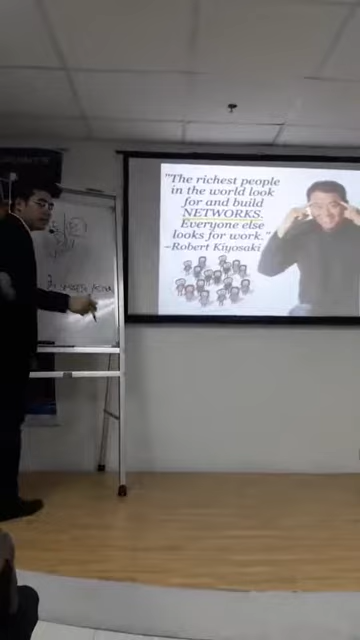 "The richest people
in the world look
for and build
NETWORKS.
Everyone else
looks for work."
–Robert Kiyosaki